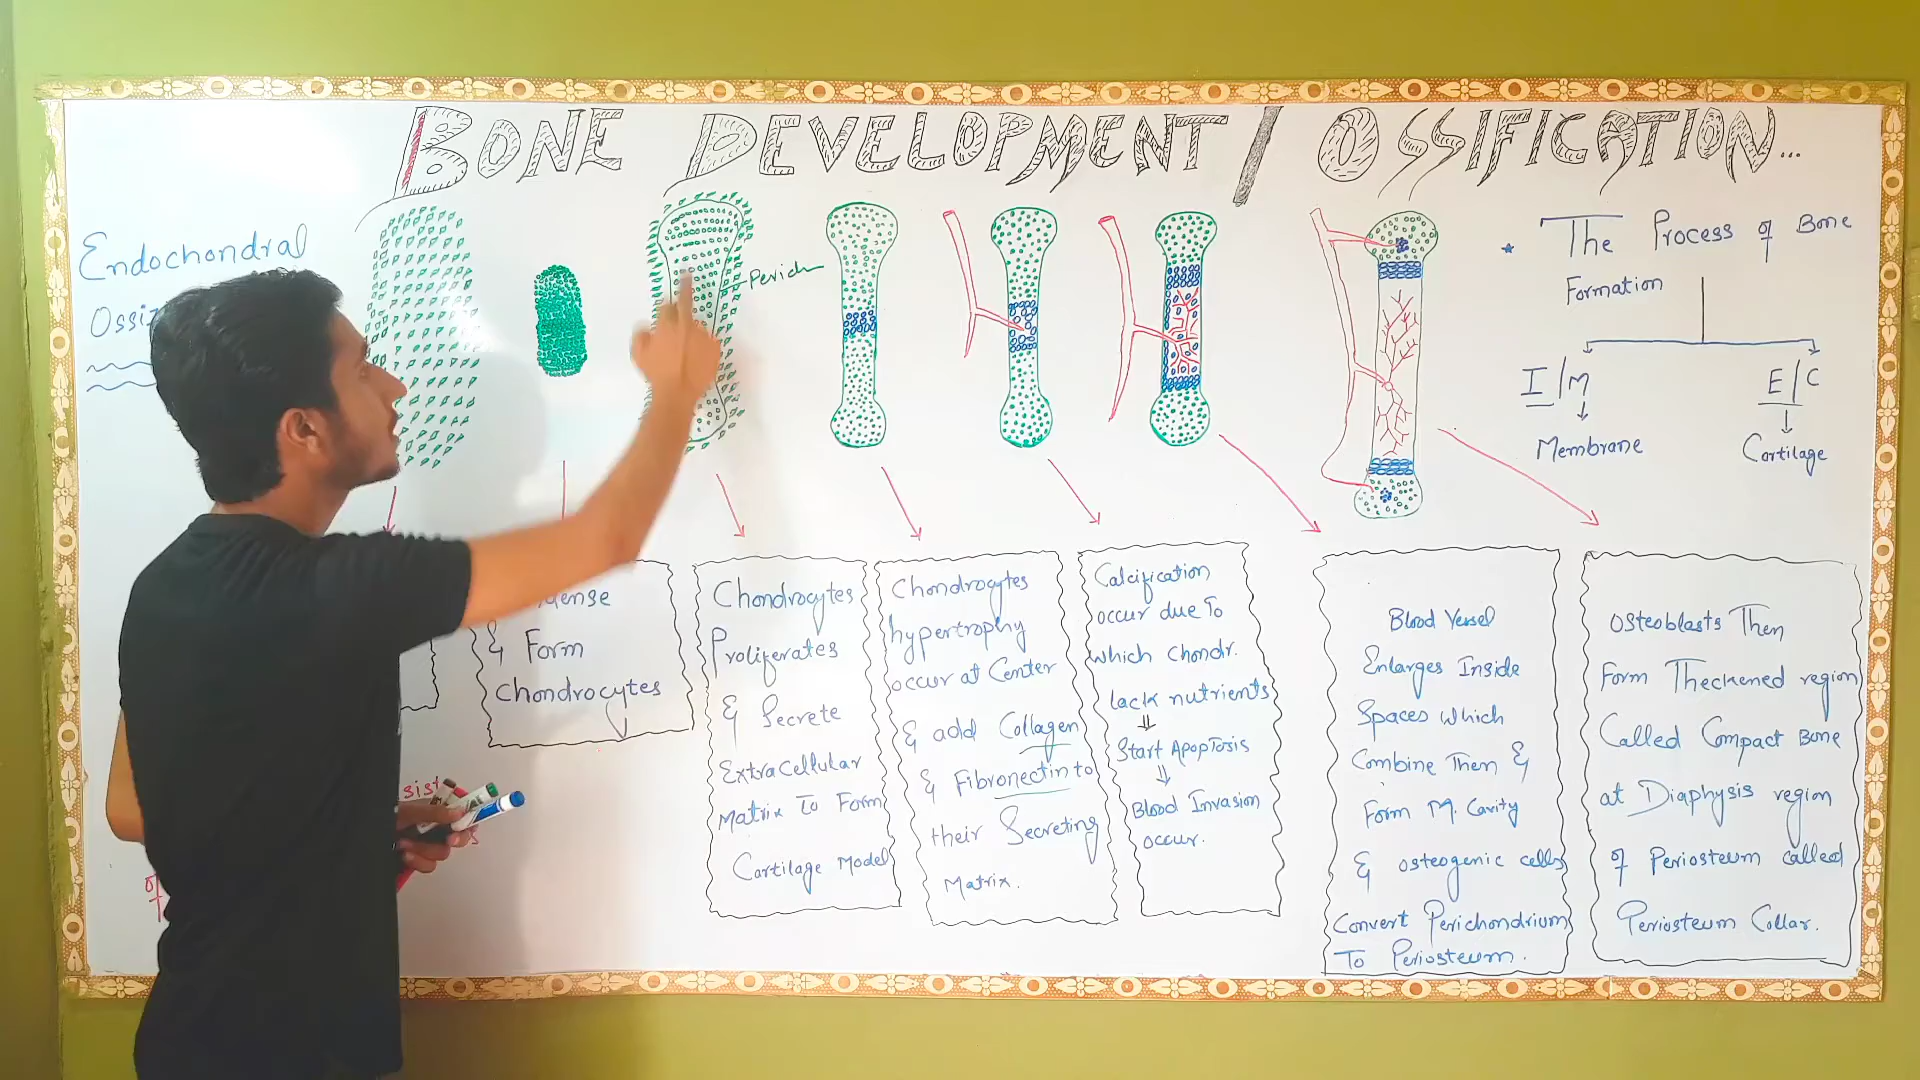 BONE DEVELOPMENT / OSSIFICATION...
Endochondral
Perich
* The Process of Bone
Formation
I/M
E/C
Membrane
Cartilage
& Form
Chondrocytes
Chondrocytes
Proliferates
& Secrete
Extracellular
Matrix To Form
Cartilage Model
Chondrocytes
hypertrophy
occur at Center
& add Collagen
& Fibronectin to
their Secreting
Matrix.
Calcification
occur due To
which chondr.
lack nutrients
Start Apoptosis
Blood Invasion
occur.
Blood Vessel
Enlarges Inside
Spaces which
Combine Them &
Form M. Cavity
& osteogenic cells
Convert Perichondrium
To Periosteum.
Osteoblasts Then
Form Theckened region
Called Compact Bone
at Diaphysis region
of Periosteum called
Periosteum Collar.
of